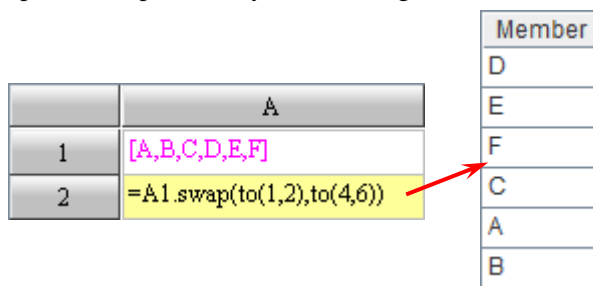 Member
D
E
F
C
A
B
A
1 [A,B,C,D,E,F]
2 =A1.swap(to(1,2),to(4,6))